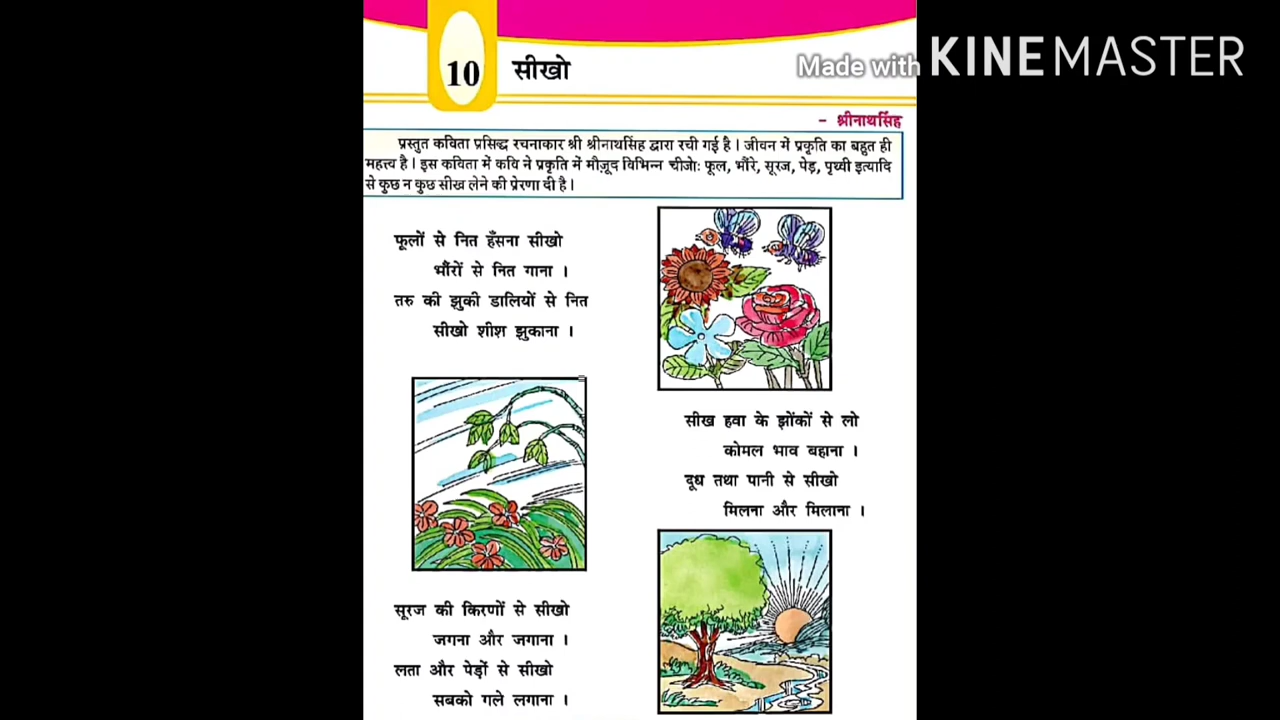 10
सीखो
Made with KINEMASTER
– श्रीनाथसिंह
प्रस्तुत कविता प्रसिद्ध रचनाकार श्री श्रीनाथसिंह द्वारा रची गई है । जीवन में प्रकृति का बहुत ही
महत्त्व है । इस कविता में कवि ने प्रकृति में मौज़ूद विभिन्न चीजोः फूल, भौंरे, सूरज, पेड़, पृथ्वी इत्यादि
से कुछ न कुछ सीख लेने की प्रेरणा दी है ।
फूलों से नित हँसना सीखो
भौंरों से नित गाना ।
तरु की झुकी डालियों से नित
सीखो शीश झुकाना ।
सीख हवा के झोंकों से लो
कोमल भाव बहाना ।
दूध तथा पानी से सीखो
मिलना और मिलाना ।
सूरज की किरणों से सीखो
जगना और जगाना ।
लता और पेड़ों से सीखो
सबको गले लगाना ।